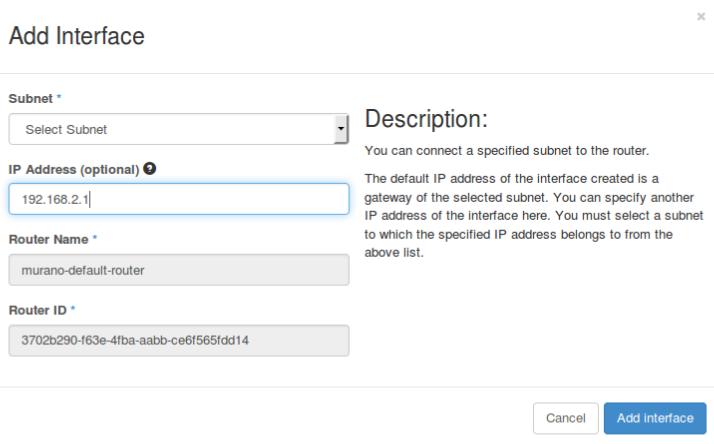 ×
Add Interface
Subnet *
Select Subnet
IP Address (optional) ?
192.168.2.1
Router Name *
murano-default-router
Router ID *
3702b290-f63e-4fba-aabb-ce6f565fdd14
Description:
You can connect a specified subnet to the router.
The default IP address of the interface created is a
gateway of the selected subnet. You can specify another
IP address of the interface here. You must select a subnet
to which the specified IP address belongs to from the
above list.
Cancel
Add interface